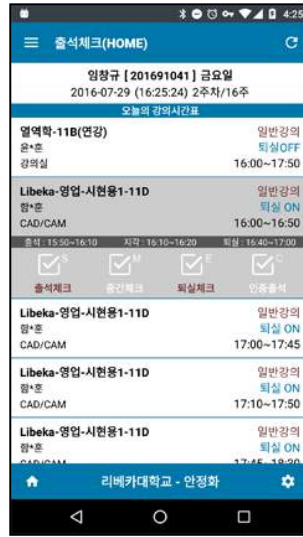 4:25
출석체크(HOME)
임창규 [ 201691041 ] 금요일
2016-07-29 (16:25:24) 2주차/16주
오늘의 강의시간표
열역학-11B(연강) 일반강의
윤*훈 퇴실OFF
강의실 16:00~17:50
Libeka-영업-시현용1-11D 일반강의
함*훈 퇴실 ON
CAD/CAM 16:00~16:50
출석 : 15:50~16:10 지각 : 16:10~16:20 퇴실 : 16:40~17:00
S M E C
출석체크 중간체크 퇴실체크 인증출석
Libeka-영업-시현용1-11D 일반강의
함*훈 퇴실 ON
CAD/CAM 17:00~17:45
Libeka-영업-시현용1-11D 일반강의
함*훈 퇴실 ON
CAD/CAM 17:10~17:50
Libeka-영업-시현용1-11D 일반강의
함*훈 퇴실 ON
CAD/CAM 17:45~18:30
리베카대학교 - 안정화